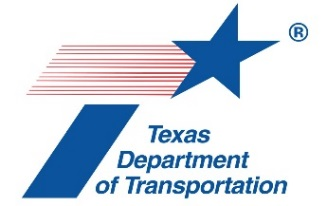 ®
Texas
Department
of Transportation